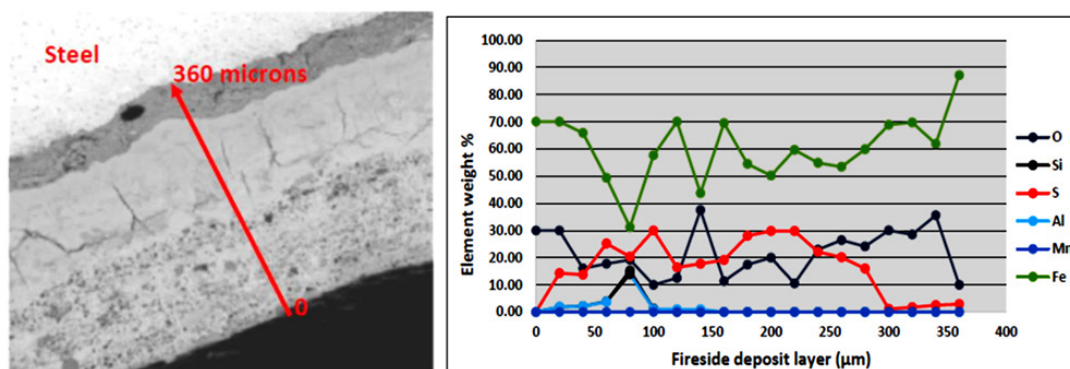 Steel
360 microns
0
100.00
90.00
80.00
70.00
60.00
50.00
40.00
30.00
20.00
10.00
0.00
Element weight %
0 50 100 150 200 250 300 350 400
Fireside deposit layer (µm)
O
Si
S
Al
Mn
Fe